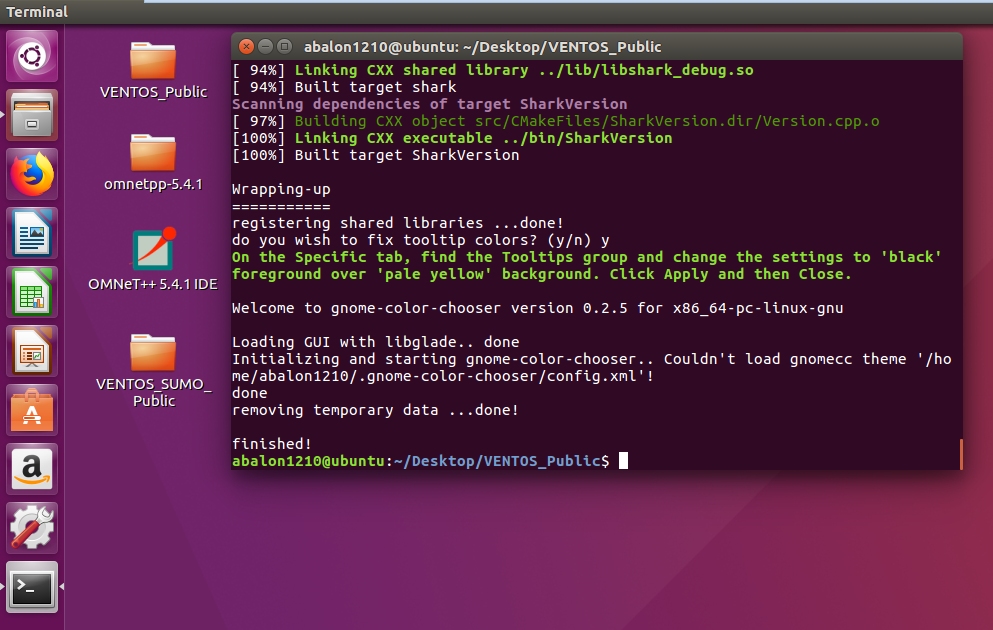 Terminal
VENTOS_Public
omnetpp-5.4.1
OMNeT++ 5.4.1 IDE
VENTOS_SUMO_
Public
abalon1210@ubuntu: ~/Desktop/VENTOS_Public
[ 94%] Linking CXX shared library ../lib/libshark_debug.so
[ 94%] Built target shark
Scanning dependencies of target SharkVersion
[ 97%] Building CXX object src/CMakeFiles/SharkVersion.dir/Version.cpp.o
[100%] Linking CXX executable ../bin/SharkVersion
[100%] Built target SharkVersion
Wrapping-up
===========
registering shared libraries ...done!
do you wish to fix tooltip colors? (y/n) y
On the Specific tab, find the Tooltips group and change the settings to 'black'
foreground over 'pale yellow' background. Click Apply and then Close.
Welcome to gnome-color-chooser version 0.2.5 for x86_64-pc-linux-gnu
Loading GUI with libglade.. done
Initializing and starting gnome-color-chooser.. Couldn't load gnomecc theme '/ho
me/abalon1210/.gnome-color-chooser/config.xml'!
done
removing temporary data ...done!
finished!
abalon1210@ubuntu:~/Desktop/VENTOS_Public$